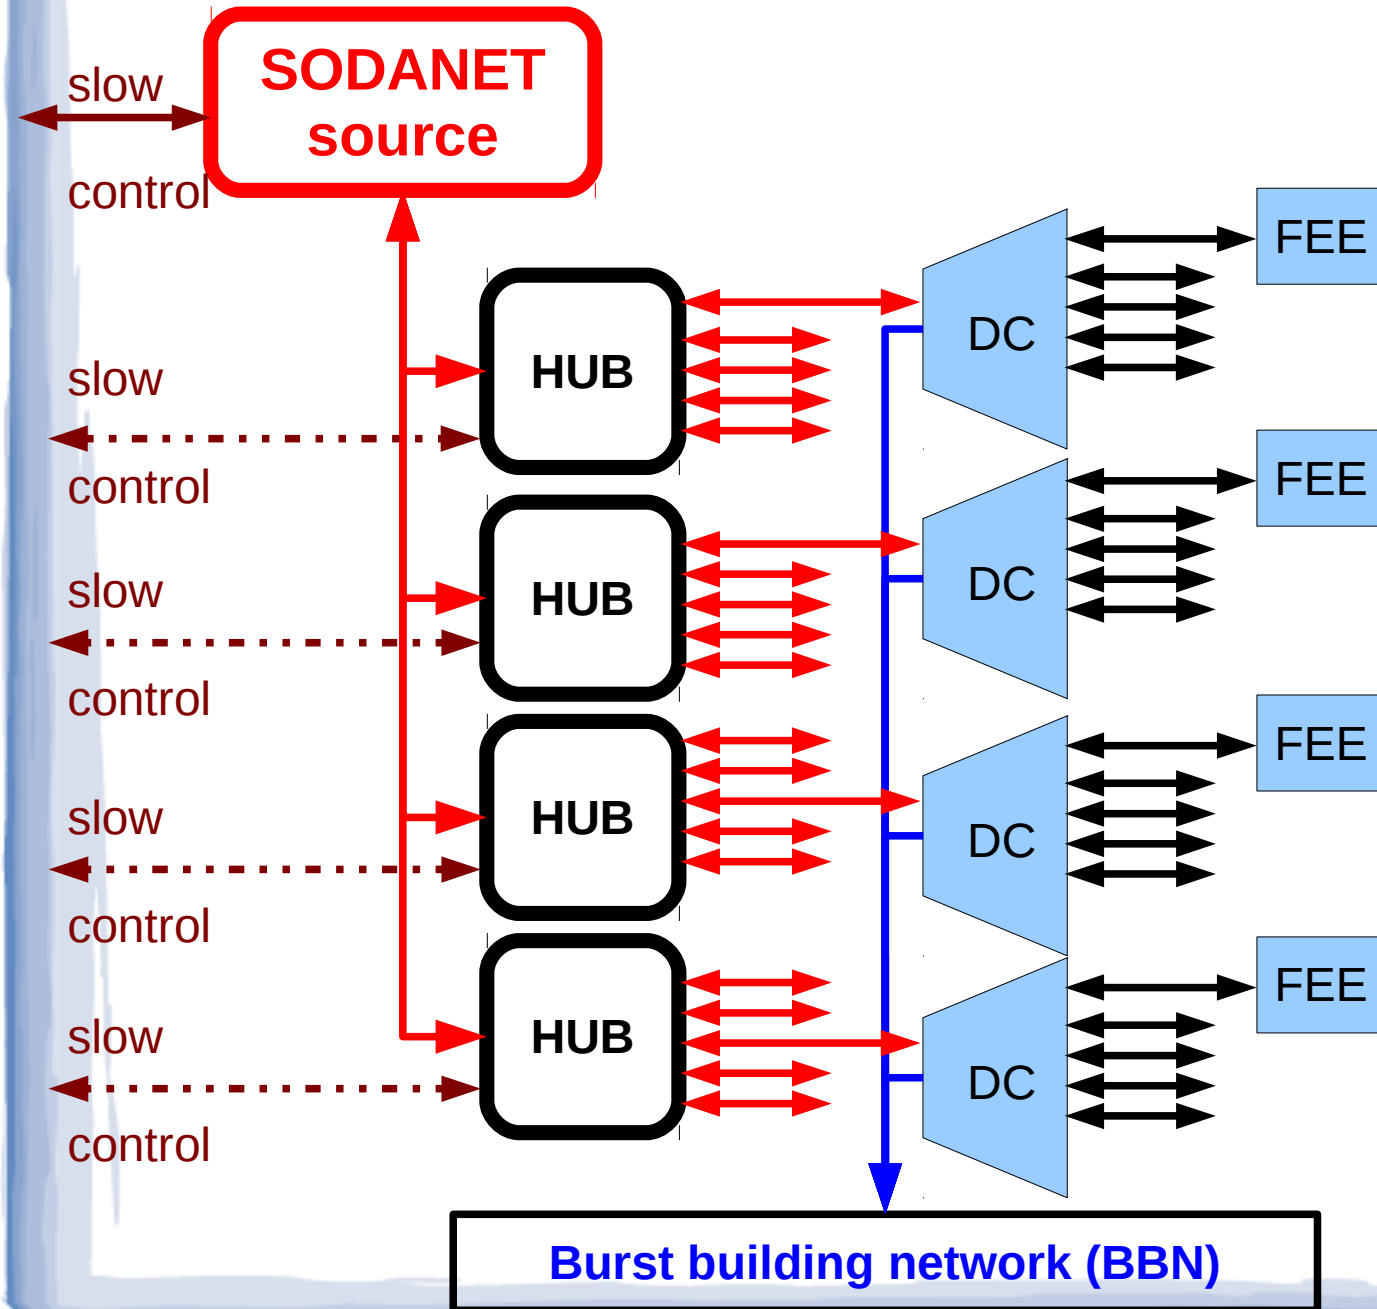 SODANET
source
slow
control
FEE
DC
slow
HUB
control
FEE
DC
slow
HUB
control
FEE
DC
slow
HUB
control
FEE
DC
slow
HUB
control
Burst building network (BBN)